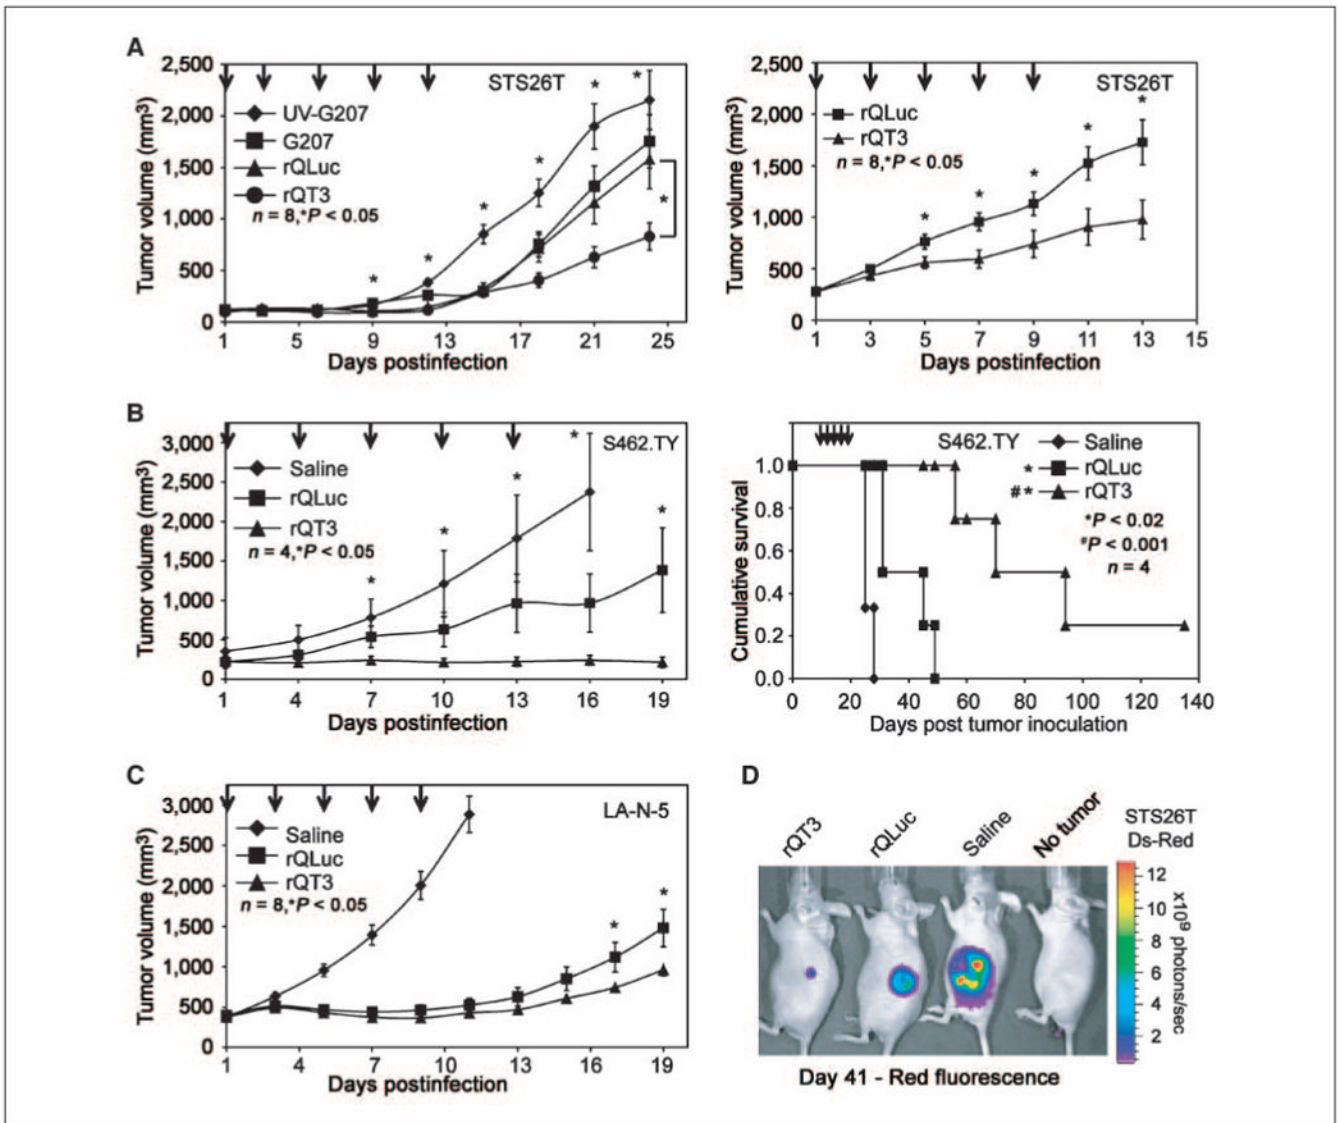 A
2,500
2,000
1,500
1,000
500
0
Tumor volume (mm3)
STS26T
UV-G207
G207
rQLuc
rQT3
n = 8,*P < 0.05
* * * * * * *
1 5 9 13 17 21 25
Days postinfection
2,500
2,000
1,500
1,000
500
0
Tumor volume (mm3)
STS26T
rQLuc
rQT3
n = 8,*P < 0.05
* * * * *
1 3 5 7 9 11 13 15
Days postinfection
B
3,000
2,500
2,000
1,500
1,000
500
0
Tumor volume (mm3)
S462.TY
Saline
rQLuc
rQT3
n = 4,*P < 0.05
* * * * *
1 4 7 10 13 16 19
Days postinfection
1.0
0.8
0.6
0.4
0.2
0.0
Cumulative survival
S462.TY
Saline
* rQLuc
#* rQT3
*P < 0.02
#P < 0.001
n = 4
0 20 40 60 80 100 120 140
Days post tumor inoculation
C
3,000
2,500
2,000
1,500
1,000
500
0
Tumor volume (mm3)
LA-N-5
Saline
rQLuc
rQT3
n = 8,*P < 0.05
* *
1 4 7 10 13 16 19
Days postinfection
D
rQT3 rQLuc Saline No tumor
STS26T
Ds-Red
12
10
8
6
4
2
x109 photons/sec
Day 41 - Red fluorescence